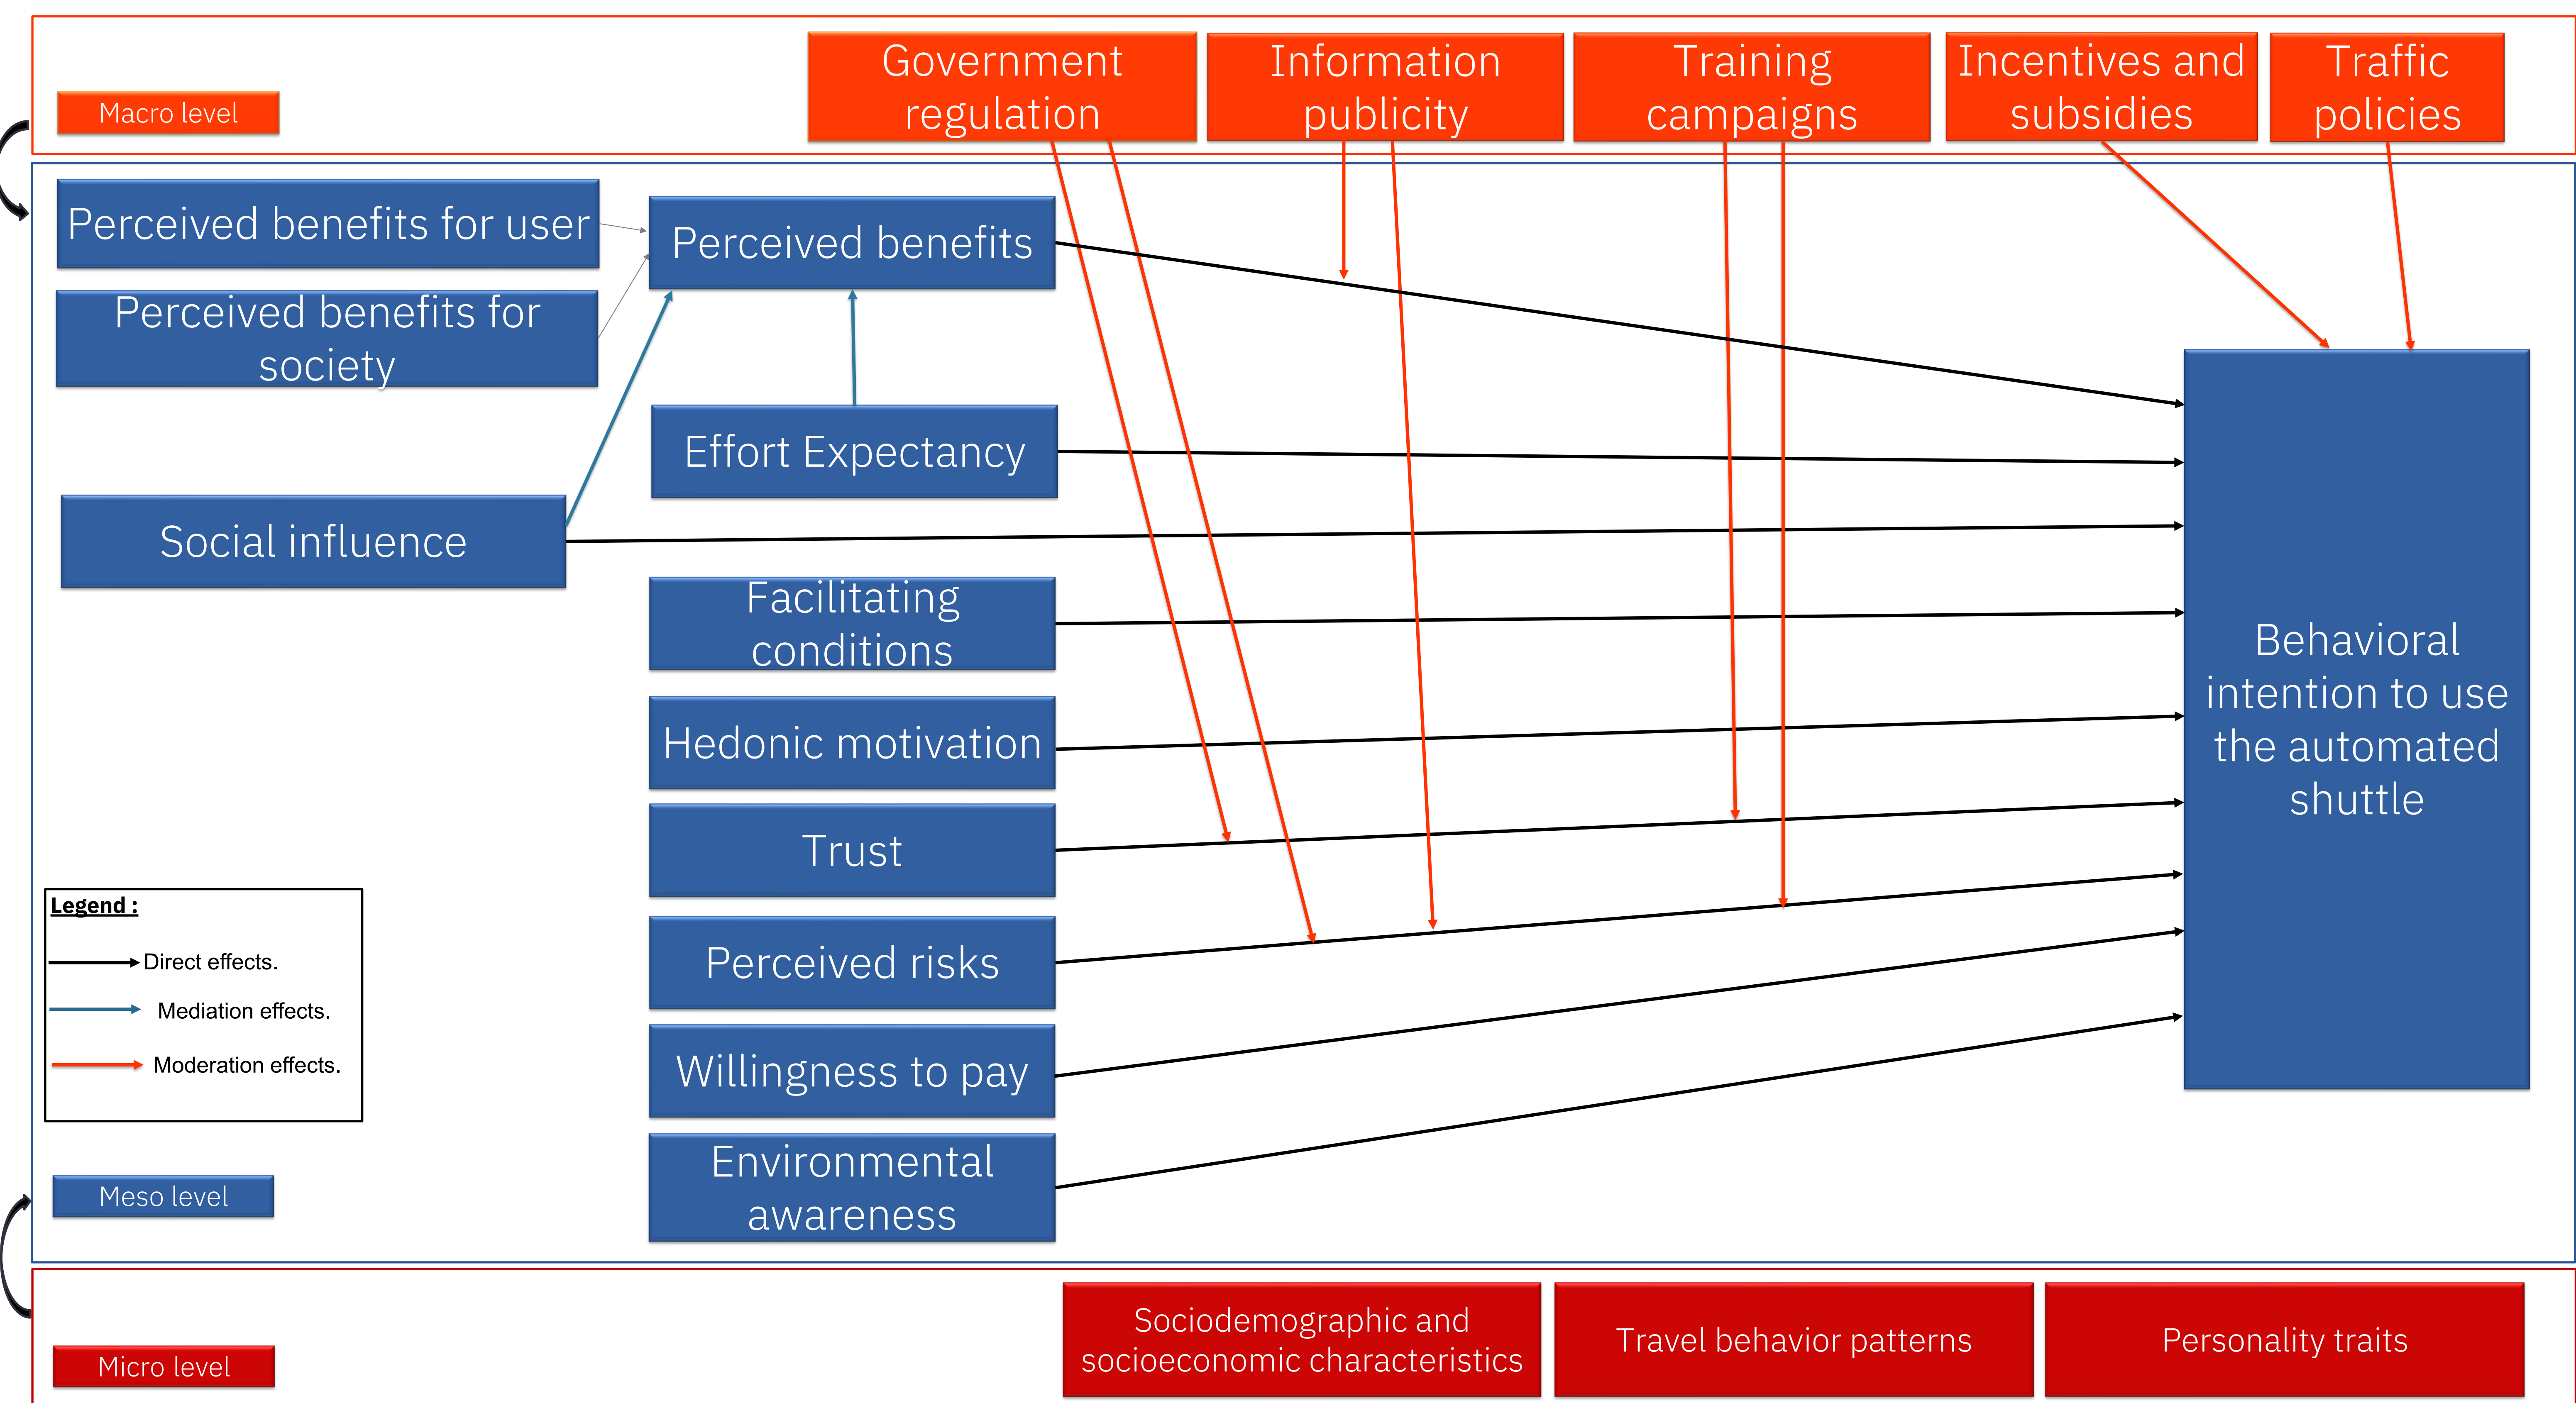 Government
regulation
Information
publicity
Training
campaigns
Incentives and
subsidies
Traffic
policies
Macro level
Perceived benefits for user
Perceived benefits
Perceived benefits for
society
Effort Expectancy
Social influence
Facilitating
conditions
Hedonic motivation
Trust
Perceived risks
Willingness to pay
Environmental
awareness
Behavioral
intention to use
the automated
shuttle
Legend :
Direct effects.
Mediation effects.
Moderation effects.
Meso level
Micro level
Sociodemographic and
socioeconomic characteristics
Travel behavior patterns
Personality traits